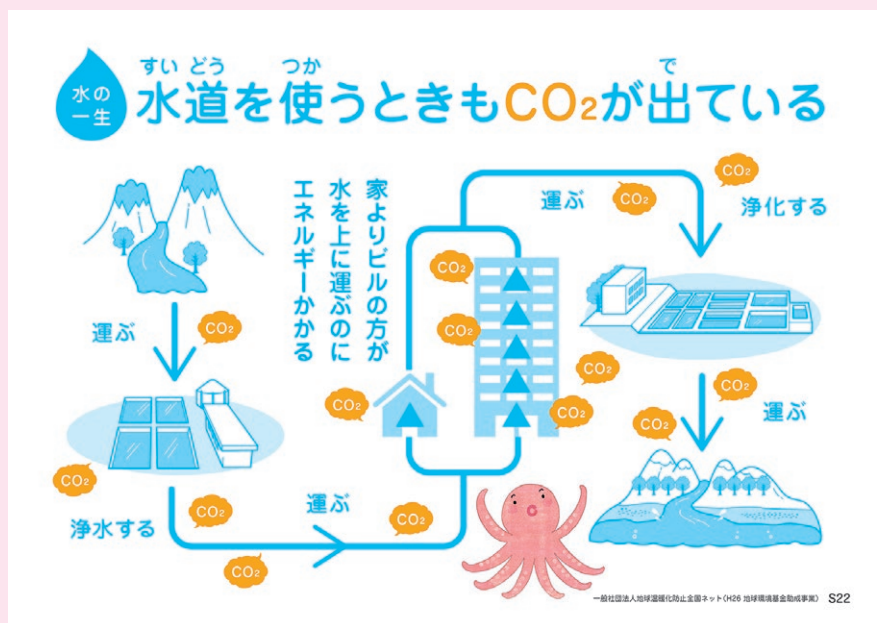 水の
一生
すい どう つか で
水道を使うときもCO₂が出ている
家よりビルの方が
水を上に運ぶのに
エネルギーかかる
運ぶ
CO₂
浄水する
CO₂
CO₂
CO₂
運ぶ
CO₂
CO₂
CO₂
CO₂
CO₂
CO₂
運ぶ
CO₂
CO₂
浄化する
CO₂
CO₂
運ぶ
一般社団法人地球温暖化防止全国ネット(H26 地球環境基金助成事業)
S22